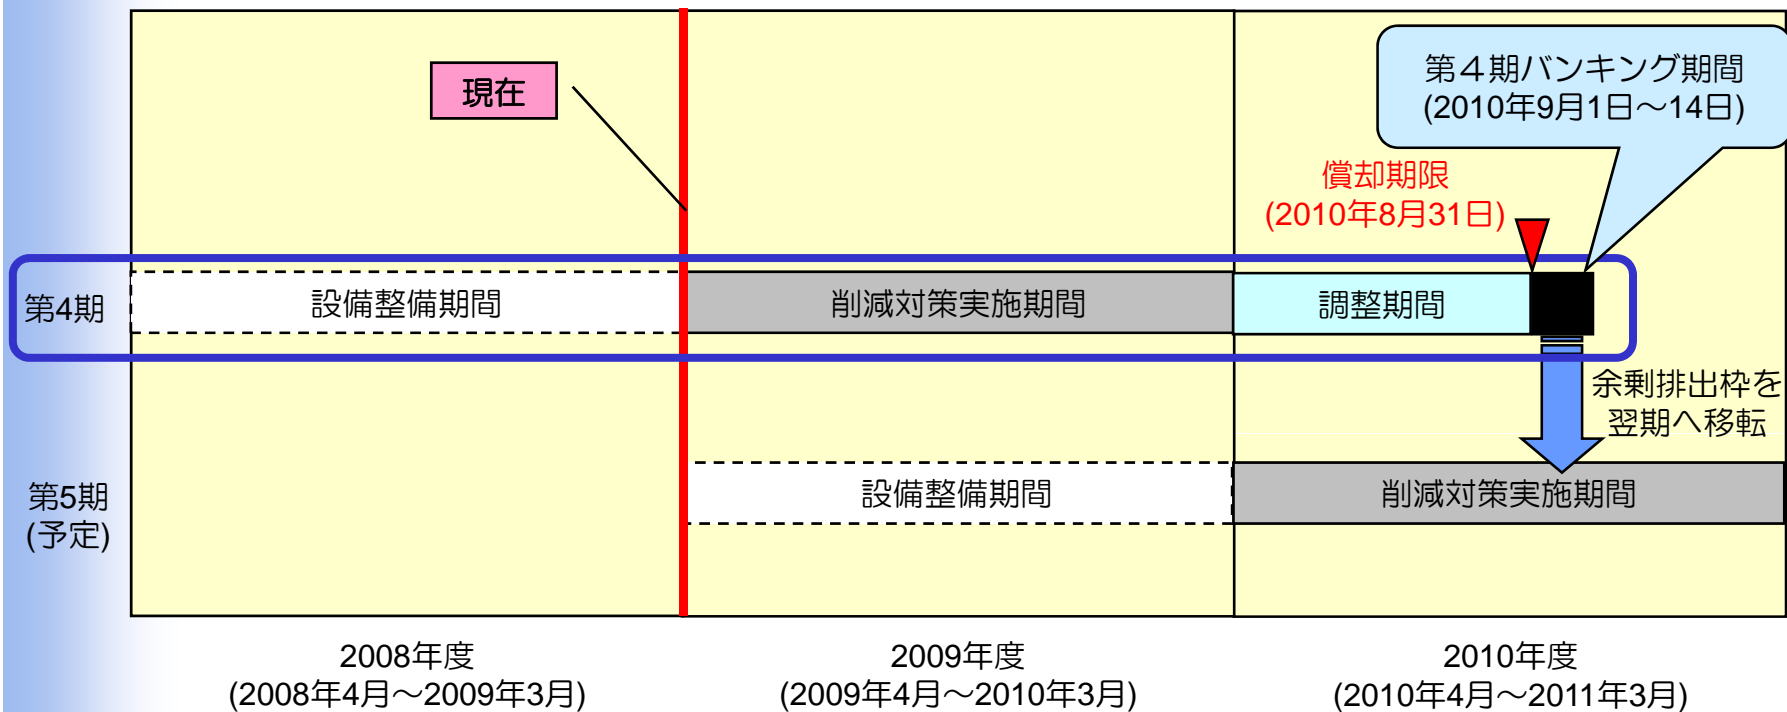 現在
第４期バンキング期間
(2010年9月1日～14日)
償却期限
(2010年8月31日)
第4期
設備整備期間
削減対策実施期間
調整期間
余剰排出枠を
翌期へ移転
第5期
(予定)
設備整備期間
削減対策実施期間
2008年度
(2008年4月～2009年3月)
2009年度
(2009年4月～2010年3月)
2010年度
(2010年4月～2011年3月)